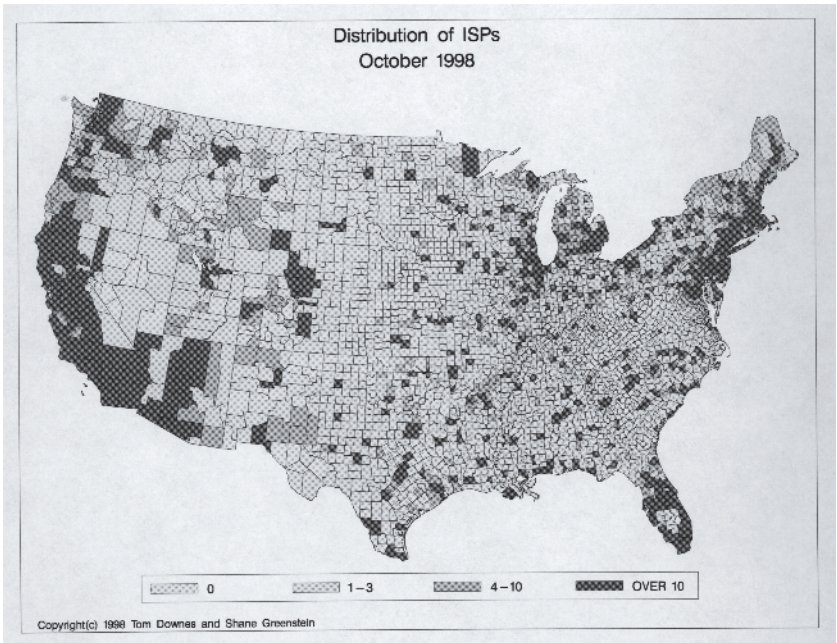 Distribution of ISPs
October 1998
0 1-3 4-10 OVER 10
Copyright(c) 1998 Tom Downes and Shane Greenstein